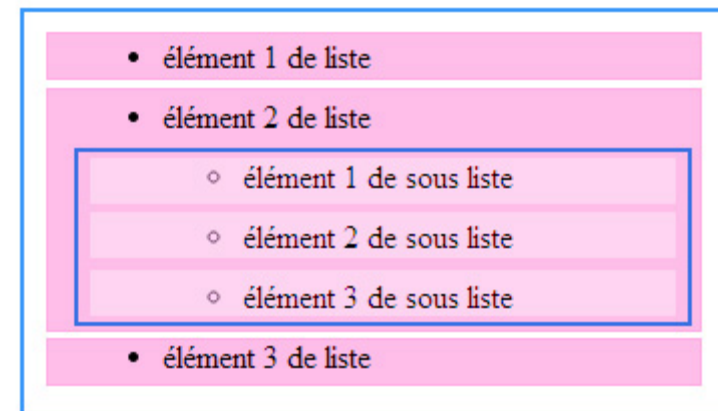 élément 1 de liste
élément 2 de liste
élément 1 de sous liste
élément 2 de sous liste
élément 3 de sous liste
élément 3 de liste